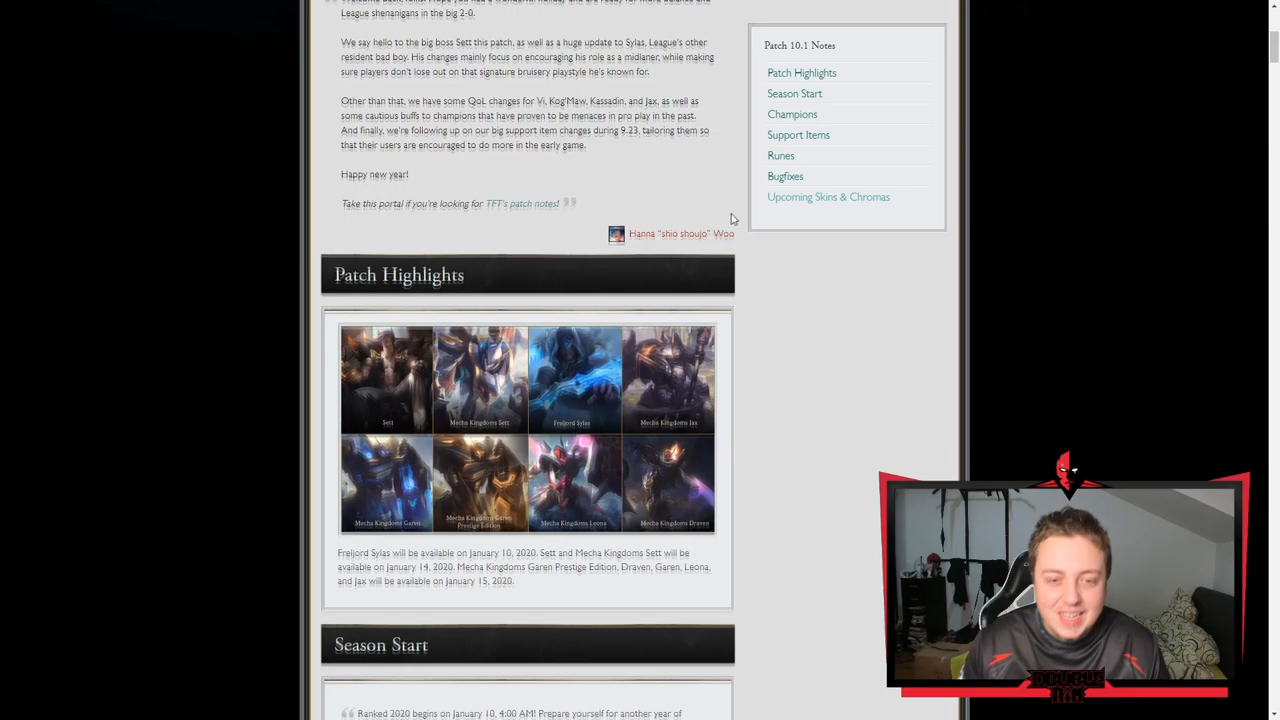 Welcome back, folks! Hope you had a wonderful holiday and are ready for more balance and
League shenanigans in the big 2-0.
We say hello to the big boss Sett this patch, as well as a huge update to Sylas, League's other
resident bad boy. His changes mainly focus on encouraging his role as a midlaner, while making
sure players don't lose out on that signature bruisery playstyle he's known for.
Other than that, we have some QoL changes for Vi, Kog'Maw, Kassadin, and Jax, as well as
some cautious buffs to champions that have proven to be menaces in pro play in the past.
And finally, we're following up on our big support item changes during 9.23, tailoring them so
that their users are encouraged to do more in the early game.
Happy new year!
Take this portal if you're looking for TFT's patch notes!
Hanna "shio shoujo" Woo
Patch 10.1 Notes
Patch Highlights
Season Start
Champions
Support Items
Runes
Bugfixes
Upcoming Skins & Chromas
Patch Highlights
Sett
Mecha Kingdoms Sett
Freljord Sylas
Mecha Kingdoms Jax
Mecha Kingdoms Garen
Mecha Kingdoms Garen
Prestige Edition
Mecha Kingdoms Leona
Mecha Kingdoms Draven
Freljord Sylas will be available on January 10, 2020. Sett and Mecha Kingdoms Sett will be
available on January 14, 2020. Mecha Kingdoms Garen Prestige Edition, Draven, Garen, Leona,
and Jax will be available on January 15, 2020.
Season Start
Ranked 2020 begins on January 10, 4:00 AM! Prepare yourself for another year of
DOUBLE
AIM